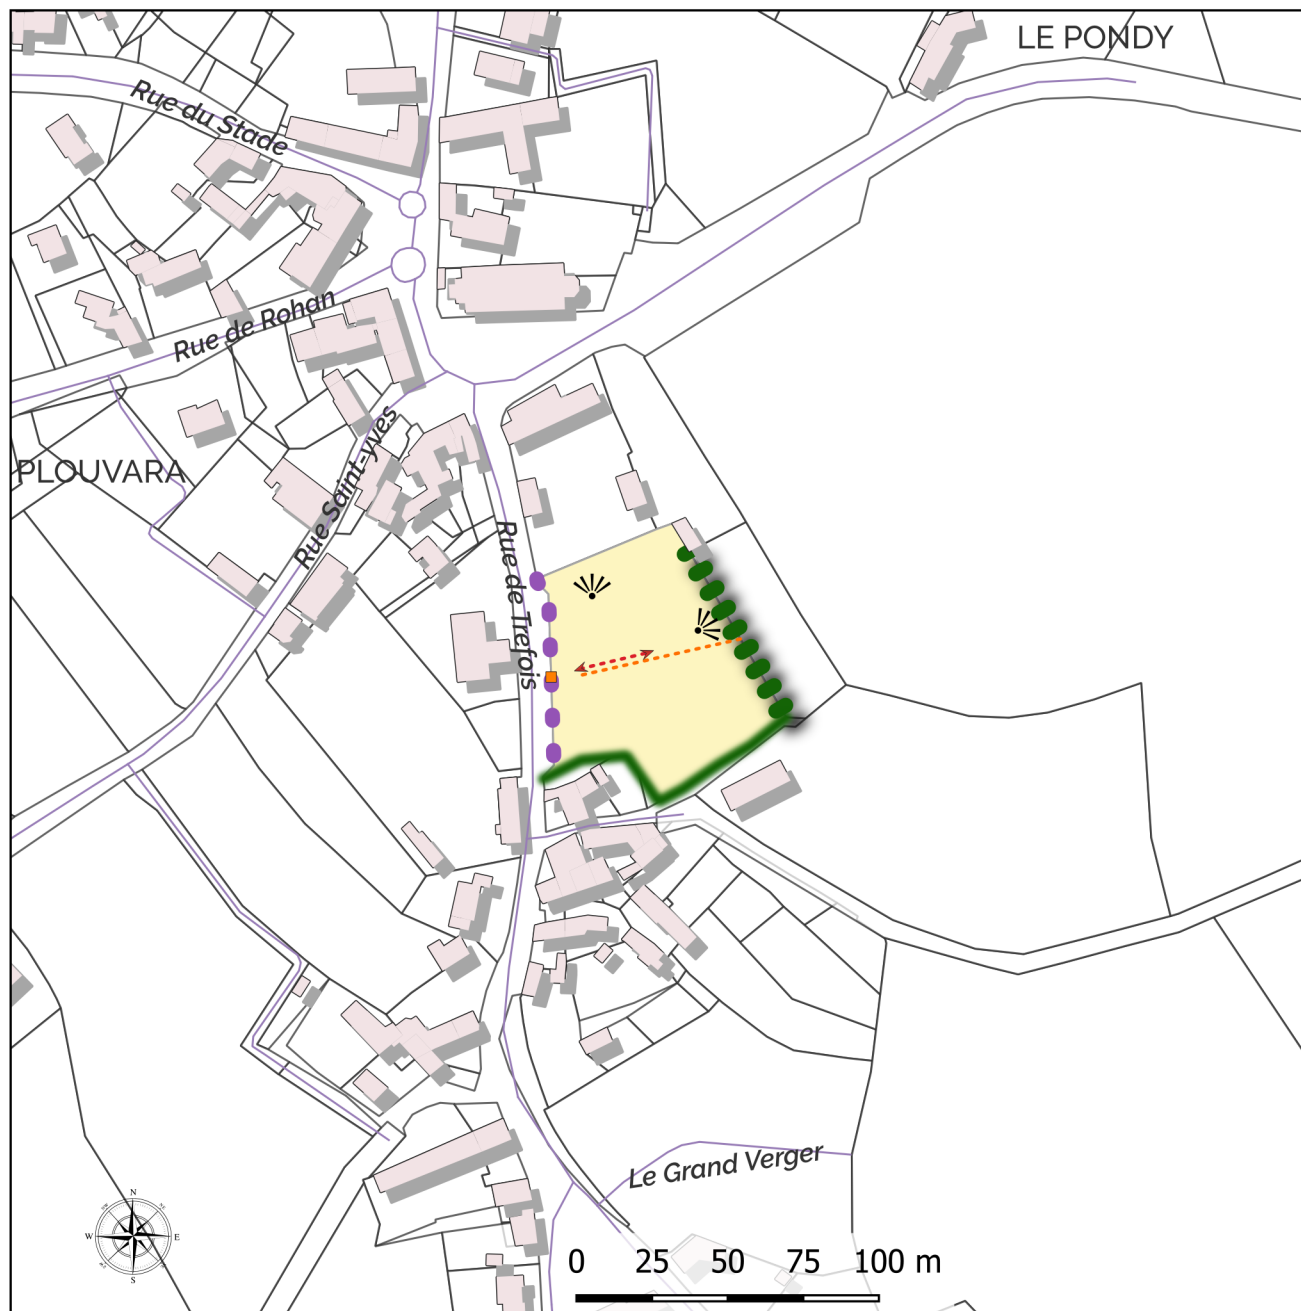 LE PONDY
Rue du Stade
Rue de Rohan
PLOUVARA
Rue Saint-yves
Rue de Trefois
Le Grand Verger
N
W
E
S
0 25 50 75 100 m